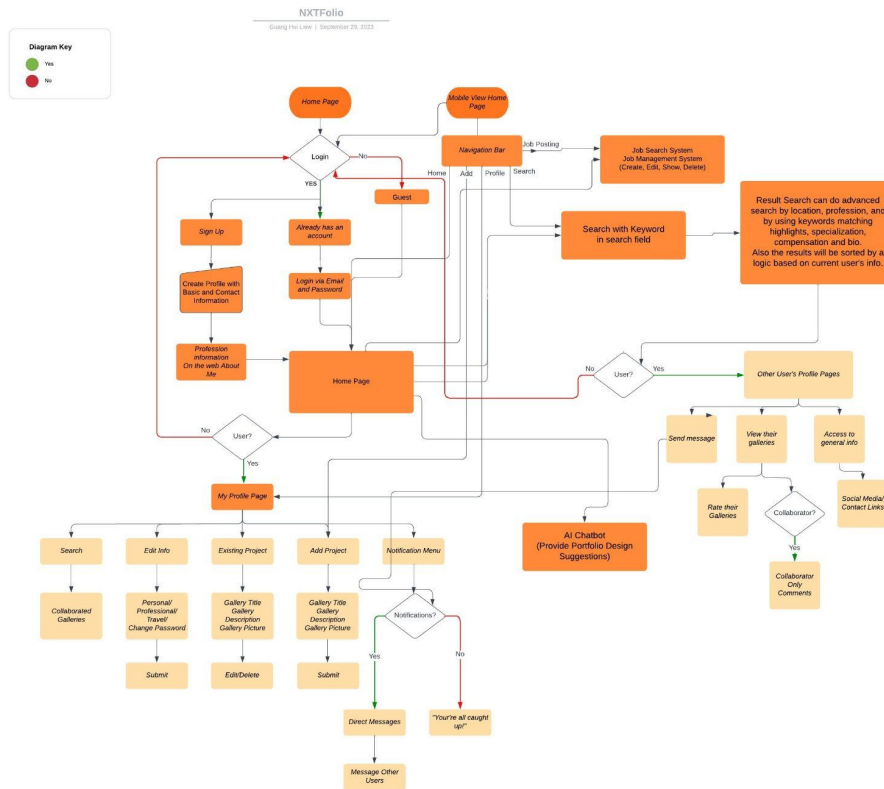 NXTFolio
Guang Hui Liew | September 29, 2023
Diagram Key
Yes
No
Home Page
Mobile View Home
Page
Navigation Bar
Job Posting
Job Search System
Job Management System
(Create, Edit, Show, Delete)
Login
No
YES
Home
Add
Profile
Search
Guest
Result Search can do advanced
search by location, profession, and
by using keywords matching
highlights, specialization,
compensation and bio.
Also the results will be sorted by a
logic based on current user's info.
Sign Up
Already has an
account
Search with Keyword
in search field
Create Profile with
Basic and Contact
Information
Login via Email
and Password
Profession
information
On the web About
Me
Home Page
No
User?
Yes
Other User's Profile Pages
No
User?
Yes
Send message
View their
galleries
Access to
general info
My Profile Page
Rate their
Galleries
Collaborator?
Social Media/
Contact Links
Yes
AI Chatbot
(Provide Portfolio Design
Suggestions)
Collaborator
Only
Comments
Search
Edit Info
Existing Project
Add Project
Notification Menu
Collaborated
Galleries
Personal/
Professional/
Travel/
Change Password
Gallery Title
Gallery
Description
Gallery Picture
Gallery Title
Gallery
Description
Gallery Picture
Notifications?
Yes
No
Submit
Edit/Delete
Submit
Direct Messages
"Your're all caught
up!"
Message Other
Users